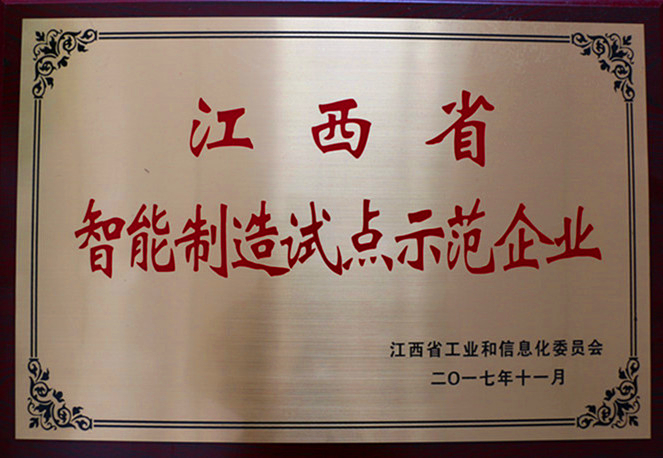 江西省
智能制造试点示范企业
江西省工业和信息化委员会
二〇一七年十一月